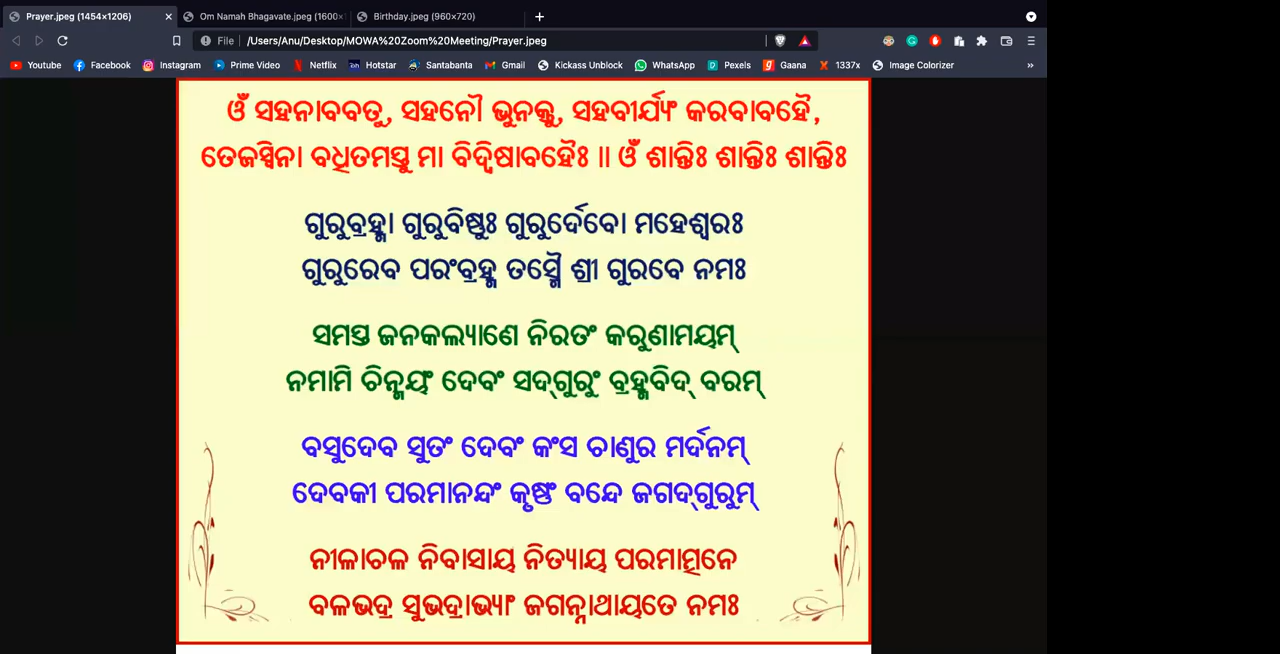 Prayer.jpeg (1454×1206)
Om Namah Bhagavate.jpeg (1600×
Birthday.jpeg (960×720)
File
/Users/Anu/Desktop/MOWA%20Zoom%20Meeting/Prayer.jpeg
Youtube Facebook Instagram Prime Video Netflix Hotstar Santabanta Gmail Kickass Unblock WhatsApp Pexels Gaana 1337x Image Colorizer »
ଓଁ ସହନାବବତୁ, ସହନୌ ଭୁନକ୍ତୁ, ସହବୀର୍ଯ୍ୟଂ କରବାବହୈ,
ତେଜସ୍ୱିନା ବଧିତମସ୍ତୁ ମା ବିଦ୍ୱିଷାବହୈଃ ॥ ଓଁ ଶାନ୍ତିଃ ଶାନ୍ତିଃ ଶାନ୍ତିଃ
ଗୁରୁବ୍ରହ୍ମା ଗୁରୁବିଷ୍ଣୁଃ ଗୁରୁର୍ଦେବୋ ମହେଶ୍ୱରଃ
ଗୁରୁରେବ ପରଂବ୍ରହ୍ମ ତସ୍ମୈ ଶ୍ରୀ ଗୁରବେ ନମଃ
ସମସ୍ତ ଜନକଲ୍ୟାଣେ ନିରତଂ କରୁଣାମୟମ୍
ନମାମି ଚିନ୍ମୟଂ ଦେବଂ ସଦ୍‌ଗୁରୁଂ ବ୍ରହ୍ମବିଦ୍ ବରମ୍
ବସୁଦେବ ସୁତଂ ଦେବଂ କଂସ ଚାଣୁର ମର୍ଦନମ୍
ଦେବକୀ ପରମାନନ୍ଦଂ କୃଷ୍ଣଂ ବନ୍ଦେ ଜଗଦ୍‌ଗୁରୁମ୍
ନୀଳାଚଳ ନିବାସାୟ ନିତ୍ୟାୟ ପରମାତ୍ମନେ
ବଳଭଦ୍ର ସୁଭଦ୍ରାଭ୍ୟାଂ ଜଗନ୍ନାଥାୟତେ ନମଃ